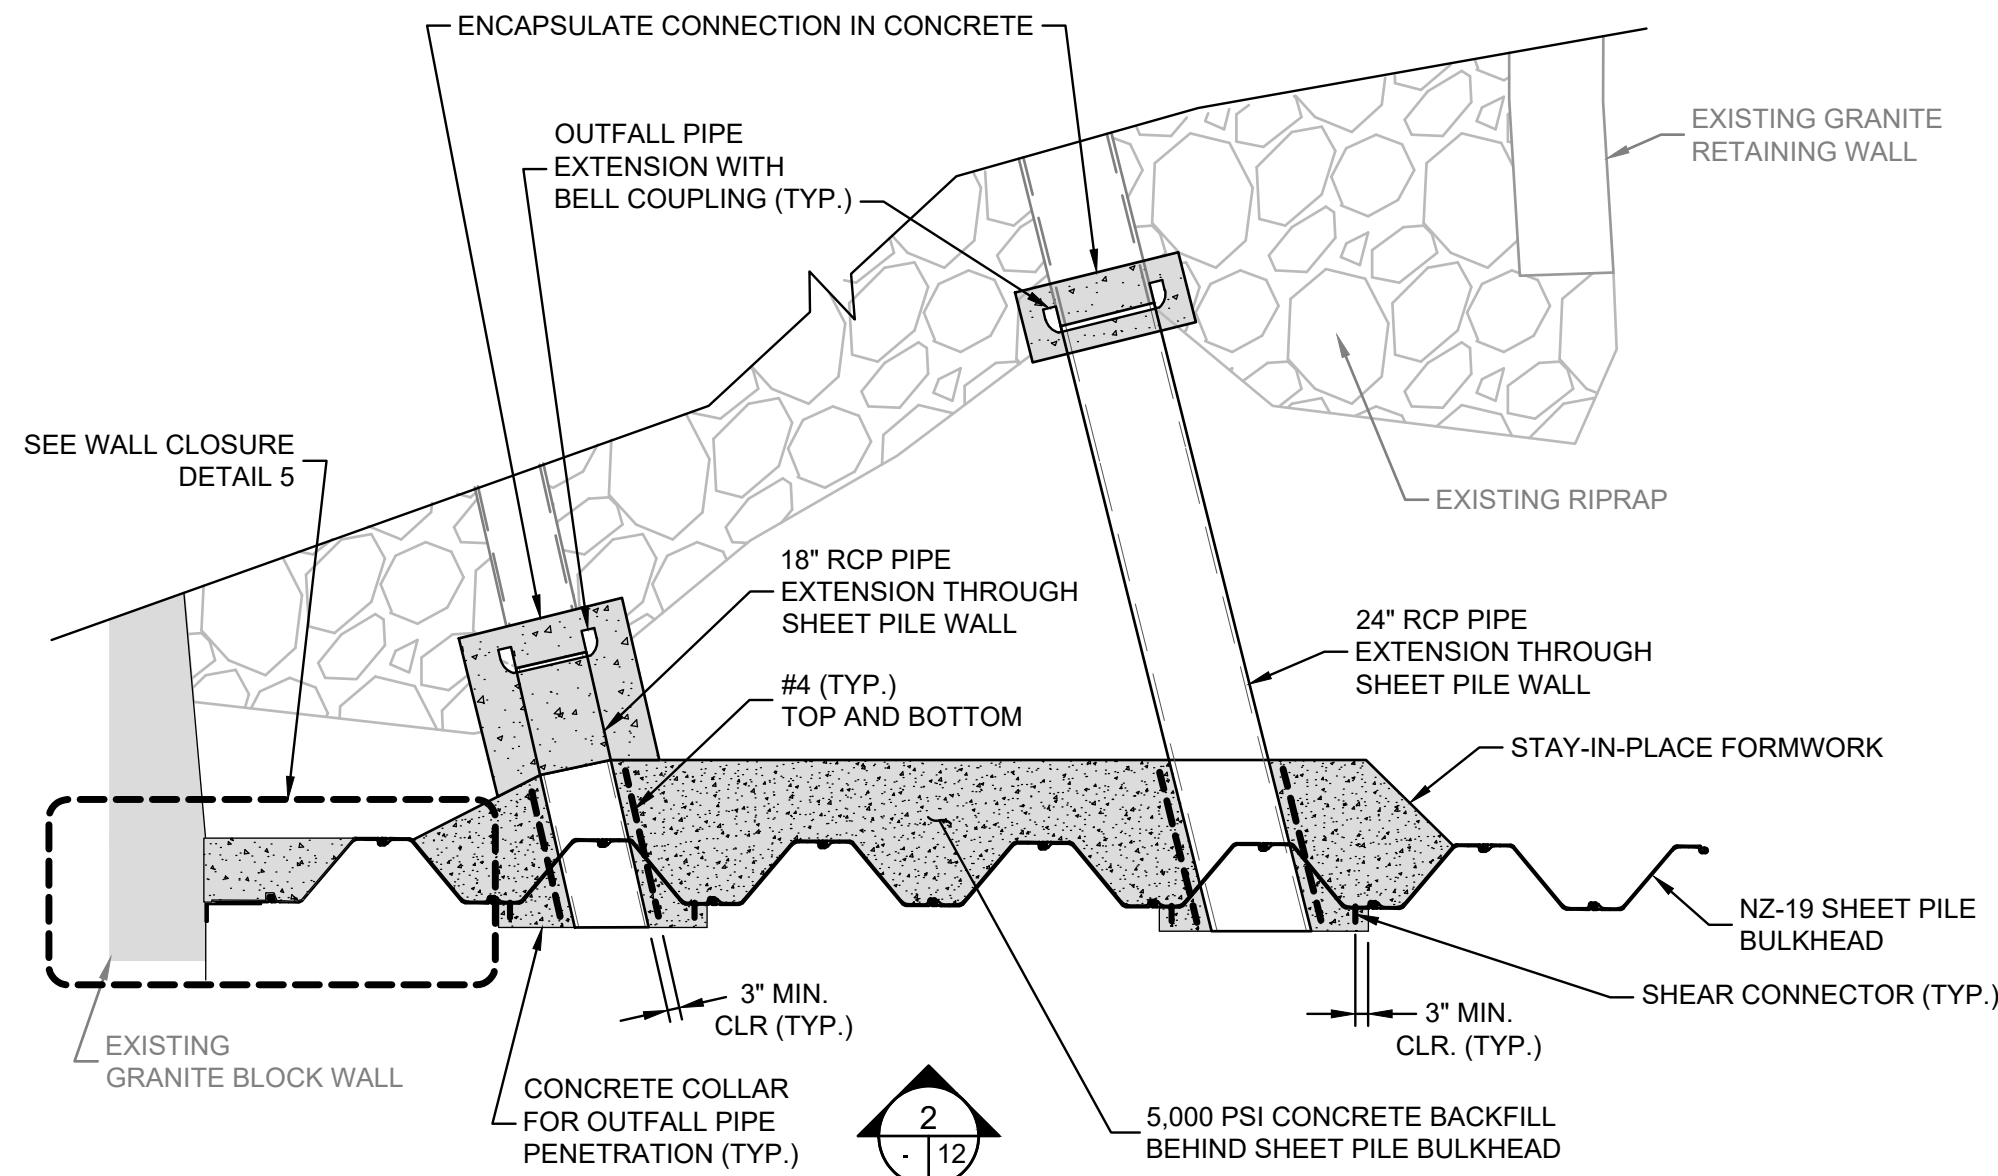 ENCAPSULATE CONNECTION IN CONCRETE
OUTFALL PIPE
EXTENSION WITH
BELL COUPLING (TYP.)
EXISTING GRANITE
RETAINING WALL
SEE WALL CLOSURE
DETAIL 5
EXISTING RIPRAP
18" RCP PIPE
EXTENSION THROUGH
SHEET PILE WALL
24" RCP PIPE
EXTENSION THROUGH
SHEET PILE WALL
#4 (TYP.)
TOP AND BOTTOM
STAY-IN-PLACE FORMWORK
NZ-19 SHEET PILE
BULKHEAD
SHEAR CONNECTOR (TYP.)
3" MIN.
CLR (TYP.)
3" MIN.
CLR. (TYP.)
EXISTING
GRANITE BLOCK WALL
CONCRETE COLLAR
FOR OUTFALL PIPE
PENETRATION (TYP.)
2
- 12
5,000 PSI CONCRETE BACKFILL
BEHIND SHEET PILE BULKHEAD